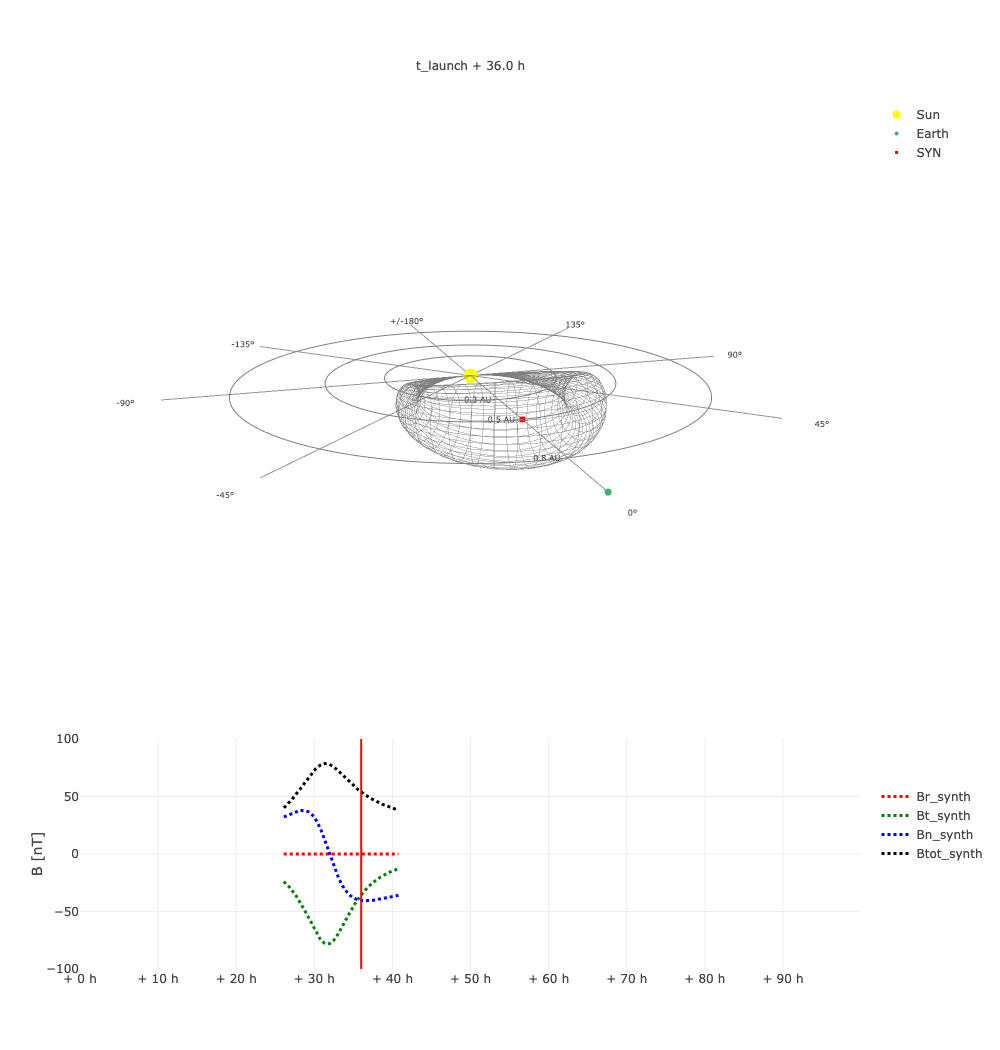 t_launch + 36.0 h
Sun
Earth
SYN
+/-180°
135°
-135°
90°
-90°
0.3 AU
0.5 AU
45°
0.8 AU
-45°
0°
B [nT]
100
50
0
−50
−100
+ 0 h
+ 10 h
+ 20 h
+ 30 h
+ 40 h
+ 50 h
+ 60 h
+ 70 h
+ 80 h
+ 90 h
Br_synth
Bt_synth
Bn_synth
Btot_synth